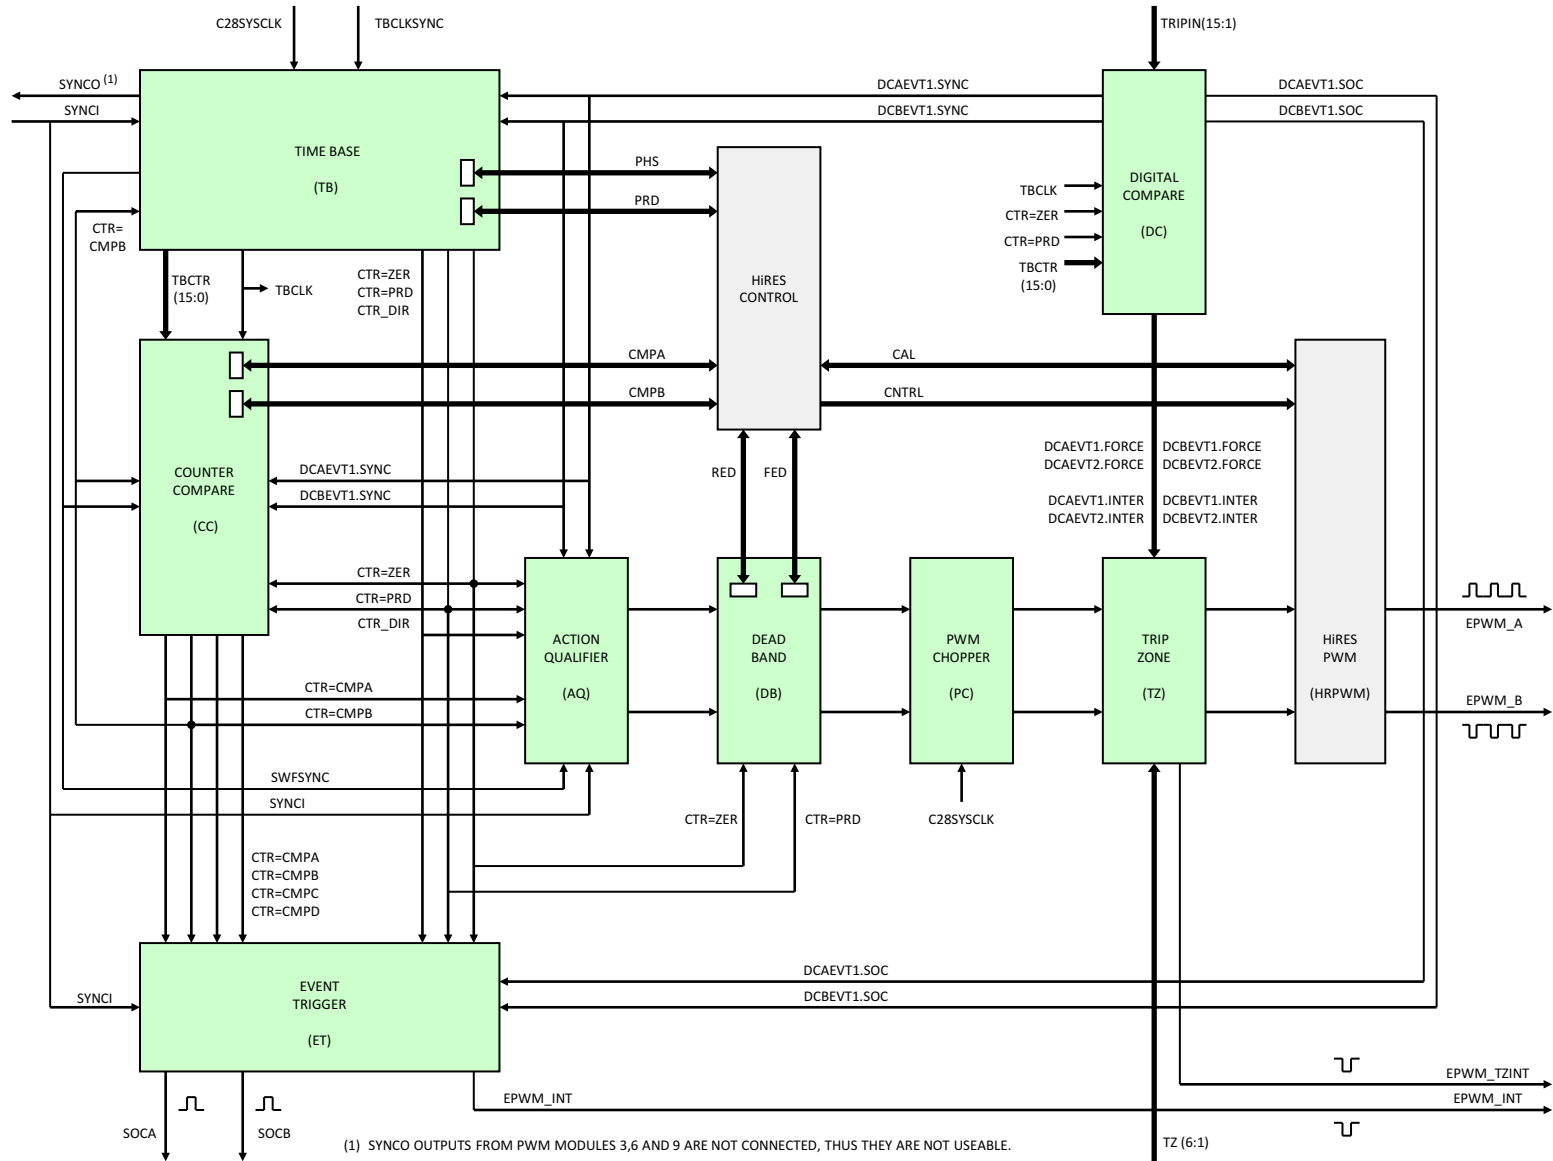 C28SYSCLK
TBCLKSYNC
TRIPIN(15:1)
SYNCO (1)
SYNCI
DCAEVT1.SYNC
DCBEVT1.SYNC
DCAEVT1.SOC
DCBEVT1.SOC
TIME BASE
(TB)
PHS
PRD
DIGITAL
COMPARE
(DC)
TBCLK
CTR=ZER
CTR=PRD
TBCTR
(15:0)
CTR=
CMPB
TBCTR
(15:0)
TBCLK
CTR=ZER
CTR=PRD
CTR_DIR
HiRES
CONTROL
CMPA
CMPB
CAL
CNTRL
COUNTER
COMPARE
(CC)
DCAEVT1.SYNC
DCBEVT1.SYNC
RED
FED
DCAEVT1.FORCE
DCAEVT2.FORCE
DCBEVT1.FORCE
DCBEVT2.FORCE
DCAEVT1.INTER
DCAEVT2.INTER
DCBEVT1.INTER
DCBEVT2.INTER
CTR=ZER
CTR=PRD
CTR_DIR
ACTION
QUALIFIER
(AQ)
DEAD
BAND
(DB)
PWM
CHOPPER
(PC)
TRIP
ZONE
(TZ)
HiRES
PWM
(HRPWM)
EPWM_A
EPWM_B
CTR=CMPA
CTR=CMPB
SWFSYNC
SYNCI
CTR=ZER
CTR=PRD
C28SYSCLK
CTR=CMPA
CTR=CMPB
CTR=CMPC
CTR=CMPD
EVENT
TRIGGER
(ET)
SYNCI
DCAEVT1.SOC
DCBEVT1.SOC
EPWM_TZINT
EPWM_INT
EPWM_INT
SOCA
SOCB
TZ (6:1)
(1) SYNCO OUTPUTS FROM PWM MODULES 3,6 AND 9 ARE NOT CONNECTED, THUS THEY ARE NOT USEABLE.